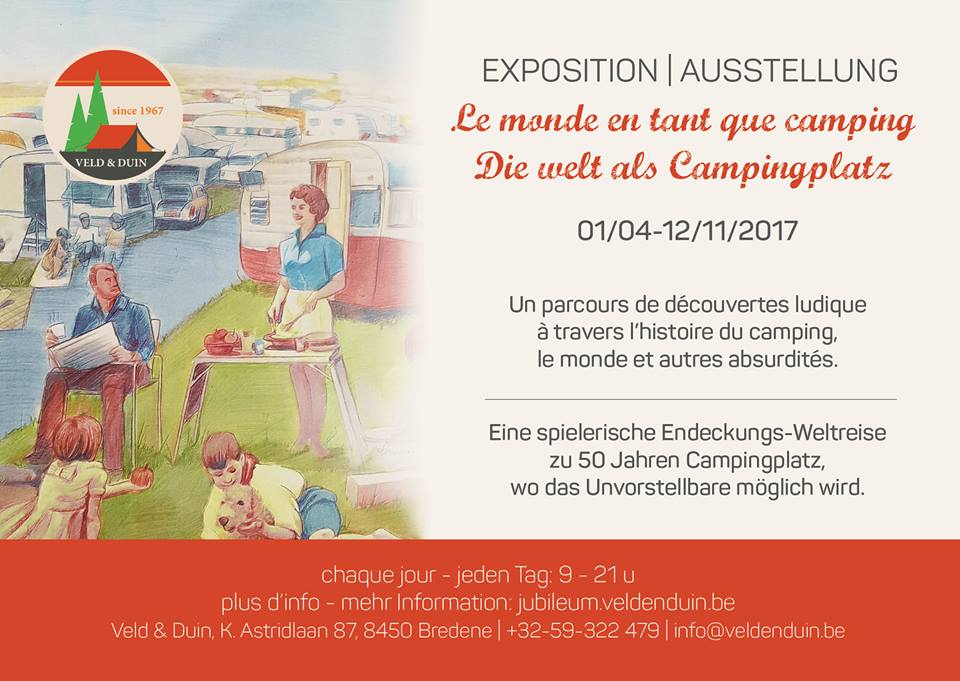 since 1967
VELD & DUIN
EXPOSITION | AUSSTELLUNG
Le monde en tant que camping
Die welt als Campingplatz
01/04-12/11/2017
Un parcours de découvertes ludique
à travers l'histoire du camping,
le monde et autres absurdités.
Eine spielerische Endeckungs-Weltreise
zu 50 Jahren Campingplatz,
wo das Unvorstellbare möglich wird.
chaque jour - jeden Tag: 9 - 21 u
plus d'info - mehr Information: jubileum.veldenduin.be
Veld & Duin, K. Astridlaan 87, 8450 Bredene | +32-59-322 479 | info@veldenduin.be